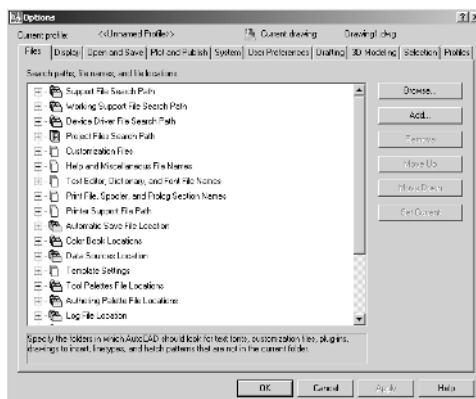 Options
Current profile: <<Unnamed Profile>> Current drawing: Drawing1.dwg
Files Display Open and Save Plot and Publish System User Preferences Drafting 3D Modeling Selection Profiles
Search paths, file names, and file locations:
Support File Search Path
Working Support File Search Path
Device Driver File Search Path
Project Files Search Path
Customization Files
Help and Miscellaneous File Names
Text Editor, Dictionary, and Font File Names
Print File, Spooler, and Prolog Section Names
Printer Support File Path
Automatic Save File Location
Color Book Locations
Data Sources Location
Template Settings
Tool Palettes File Locations
Authoring Palette File Locations
Log File Location
Browse...
Add...
Remove
Move Up
Move Down
Set Current
Specify the folders in which AutoCAD should look for text fonts, customization files, plug-ins,
drawings to insert, linetypes, and hatch patterns that are not in the current folder.
OK Cancel Apply Help